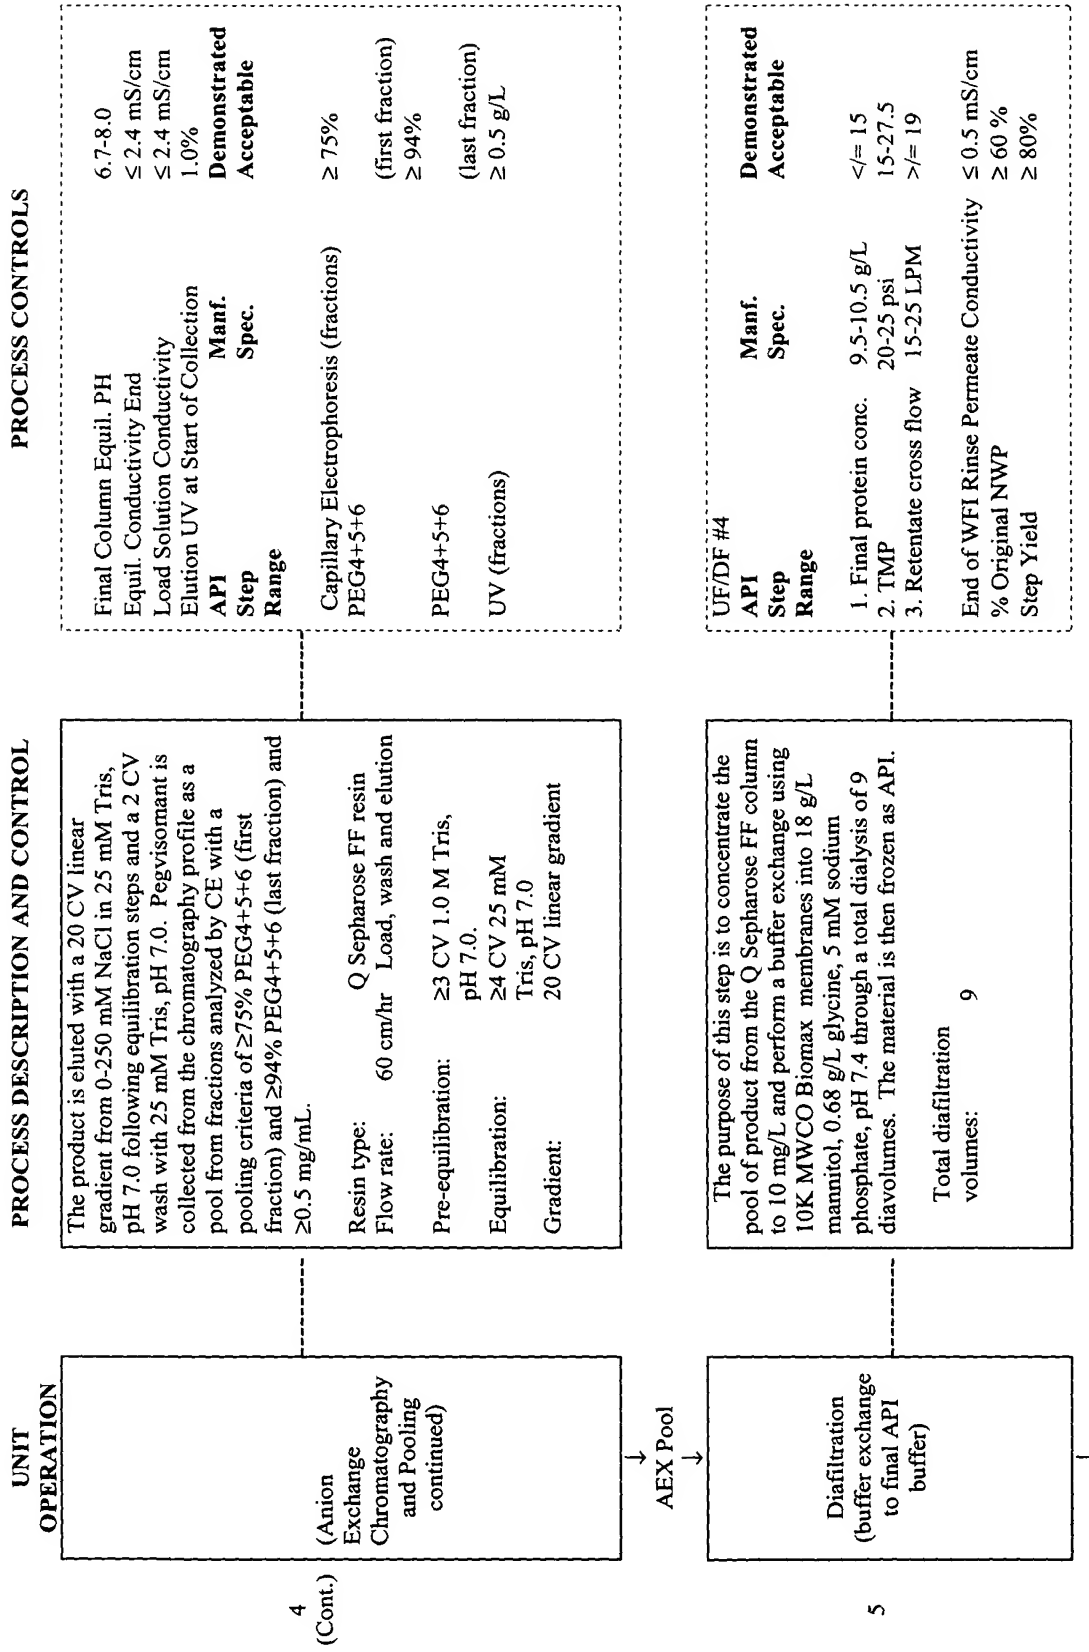 UNIT
OPERATION
PROCESS DESCRIPTION AND CONTROL
PROCESS CONTROLS
4
(Cont.)
(Anion
Exchange
Chromatography
and Pooling
continued)
The product is eluted with a 20 CV linear
gradient from 0-250 mM NaCl in 25 mM Tris,
pH 7.0 following equilibration steps and a 2 CV
wash with 25 mM Tris, pH 7.0. Pegvisomant is
collected from the chromatography profile as a
pool from fractions analyzed by CE with a
pooling criteria of ≥75% PEG4+5+6 (first
fraction) and ≥94% PEG4+5+6 (last fraction) and
≥0.5 mg/mL.
Resin type: Q Sepharose FF resin
Flow rate: 60 cm/hr Load, wash and elution
Pre-equilibration: ≥3 CV 1.0 M Tris,
pH 7.0.
Equilibration: ≥4 CV 25 mM
Tris, pH 7.0
Gradient: 20 CV linear gradient
Final Column Equil. PH 6.7-8.0
Equil. Conductivity End ≤ 2.4 mS/cm
Load Solution Conductivity ≤ 2.4 mS/cm
Elution UV at Start of Collection 1.0%
API Manf. Demonstrated
Step Spec. Acceptable
Range
Capillary Electrophoresis (fractions)
PEG4+5+6 ≥ 75%
(first fraction)
PEG4+5+6 ≥ 94%
(last fraction)
UV (fractions) ≥ 0.5 g/L
↓
AEX Pool
↓
5
Diafiltration
(buffer exchange
to final API
buffer)
The purpose of this step is to concentrate the
pool of product from the Q Sepharose FF column
to 10 mg/L and perform a buffer exchange using
10K MWCO Biomax membranes into 18 g/L
mannitol, 0.68 g/L glycine, 5 mM sodium
phosphate, pH 7.4 through a total dialysis of 9
diavolumes. The material is then frozen as API.
Total diafiltration
volumes: 9
UF/DF #4
API Manf. Demonstrated
Step Spec. Acceptable
Range
1. Final protein conc. 9.5-10.5 g/L </= 15
2. TMP 20-25 psi 15-27.5
3. Retentate cross flow 15-25 LPM >/= 19
End of WFI Rinse Permeate Conductivity ≤ 0.5 mS/cm
% Original NWP ≥ 60 %
Step Yield ≥ 80%